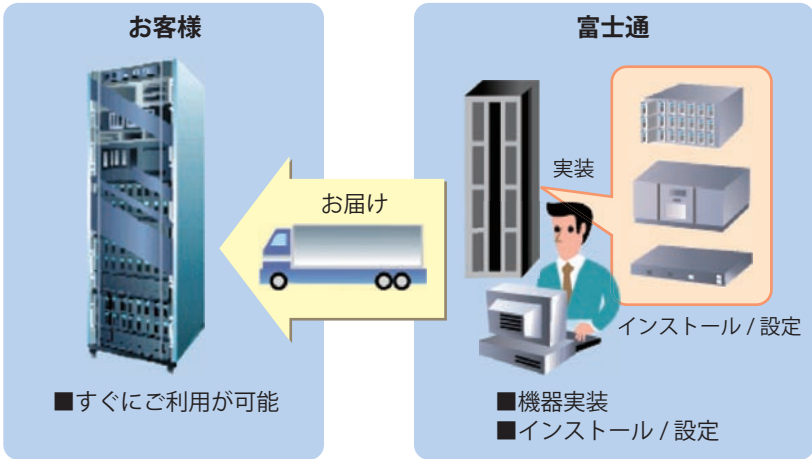 お客様
富士通
実装
お届け
インストール / 設定
■すぐにご利用が可能
■機器実装
■インストール / 設定